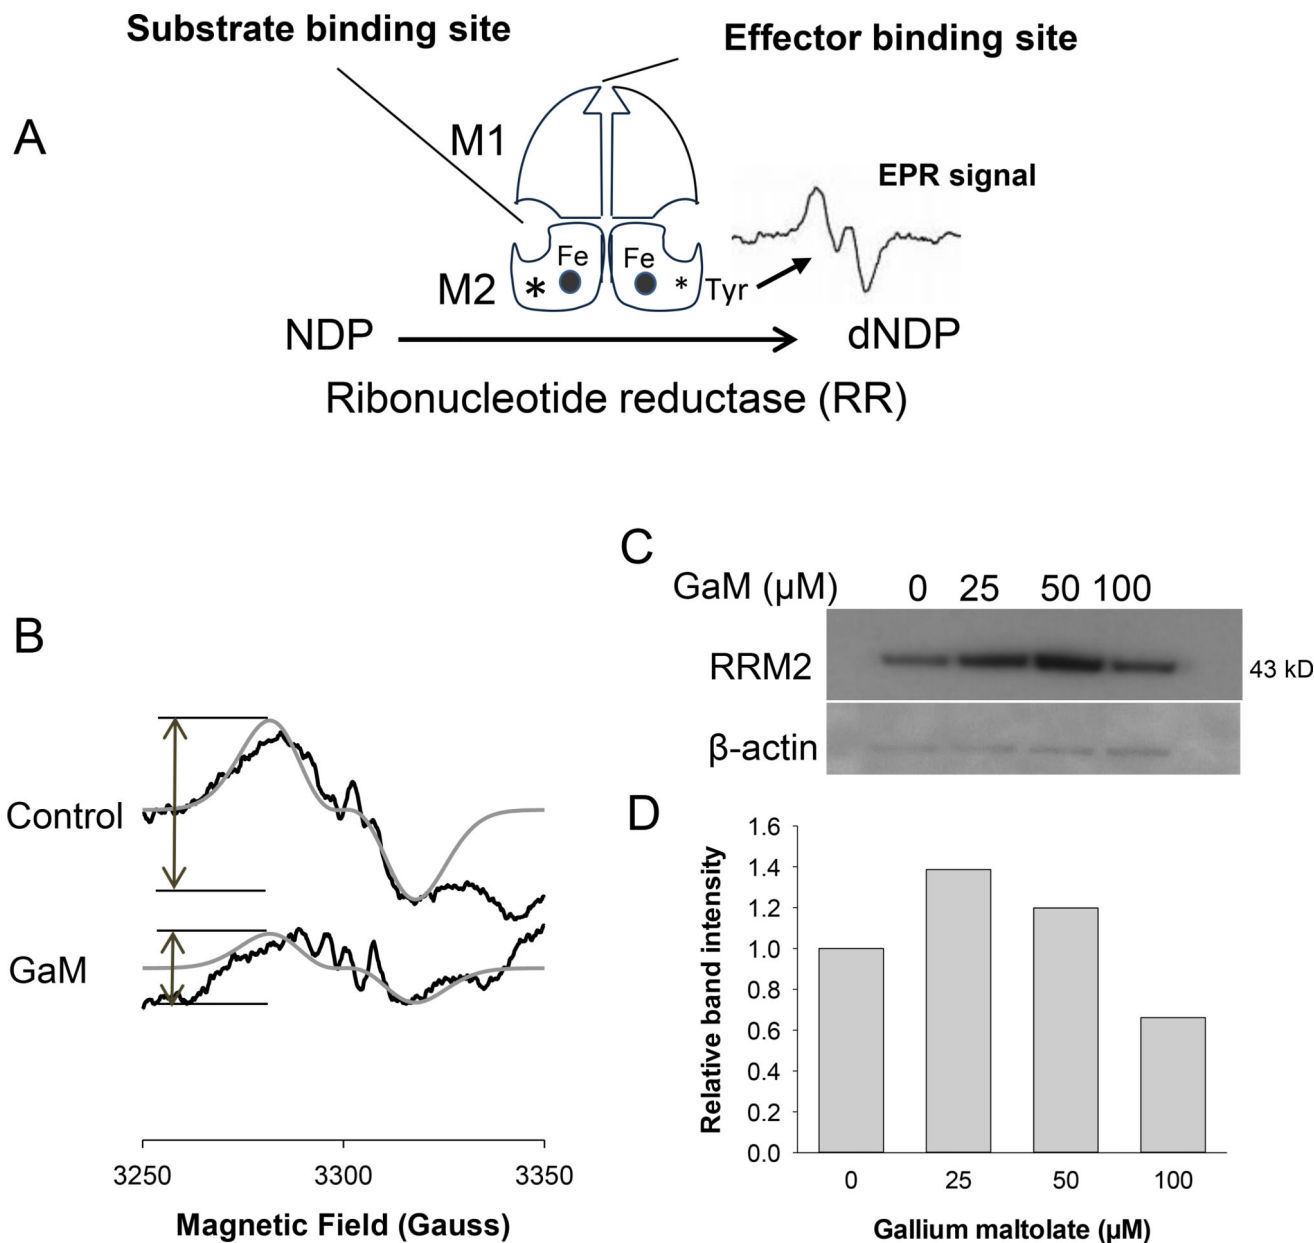 A
Substrate binding site
Effector binding site
M1
EPR signal
Fe Fe
M2 * * Tyr
NDP dNDP
Ribonucleotide reductase (RR)
B
Control
GaM
3250 3300 3350
Magnetic Field (Gauss)
C
GaM (µM) 0 25 50 100
RRM2 43 kD
β-actin
D
Relative band intensity
1.6
1.4
1.2
1.0
0.8
0.6
0.4
0.2
0.0
0 25 50 100
Gallium maltolate (µM)